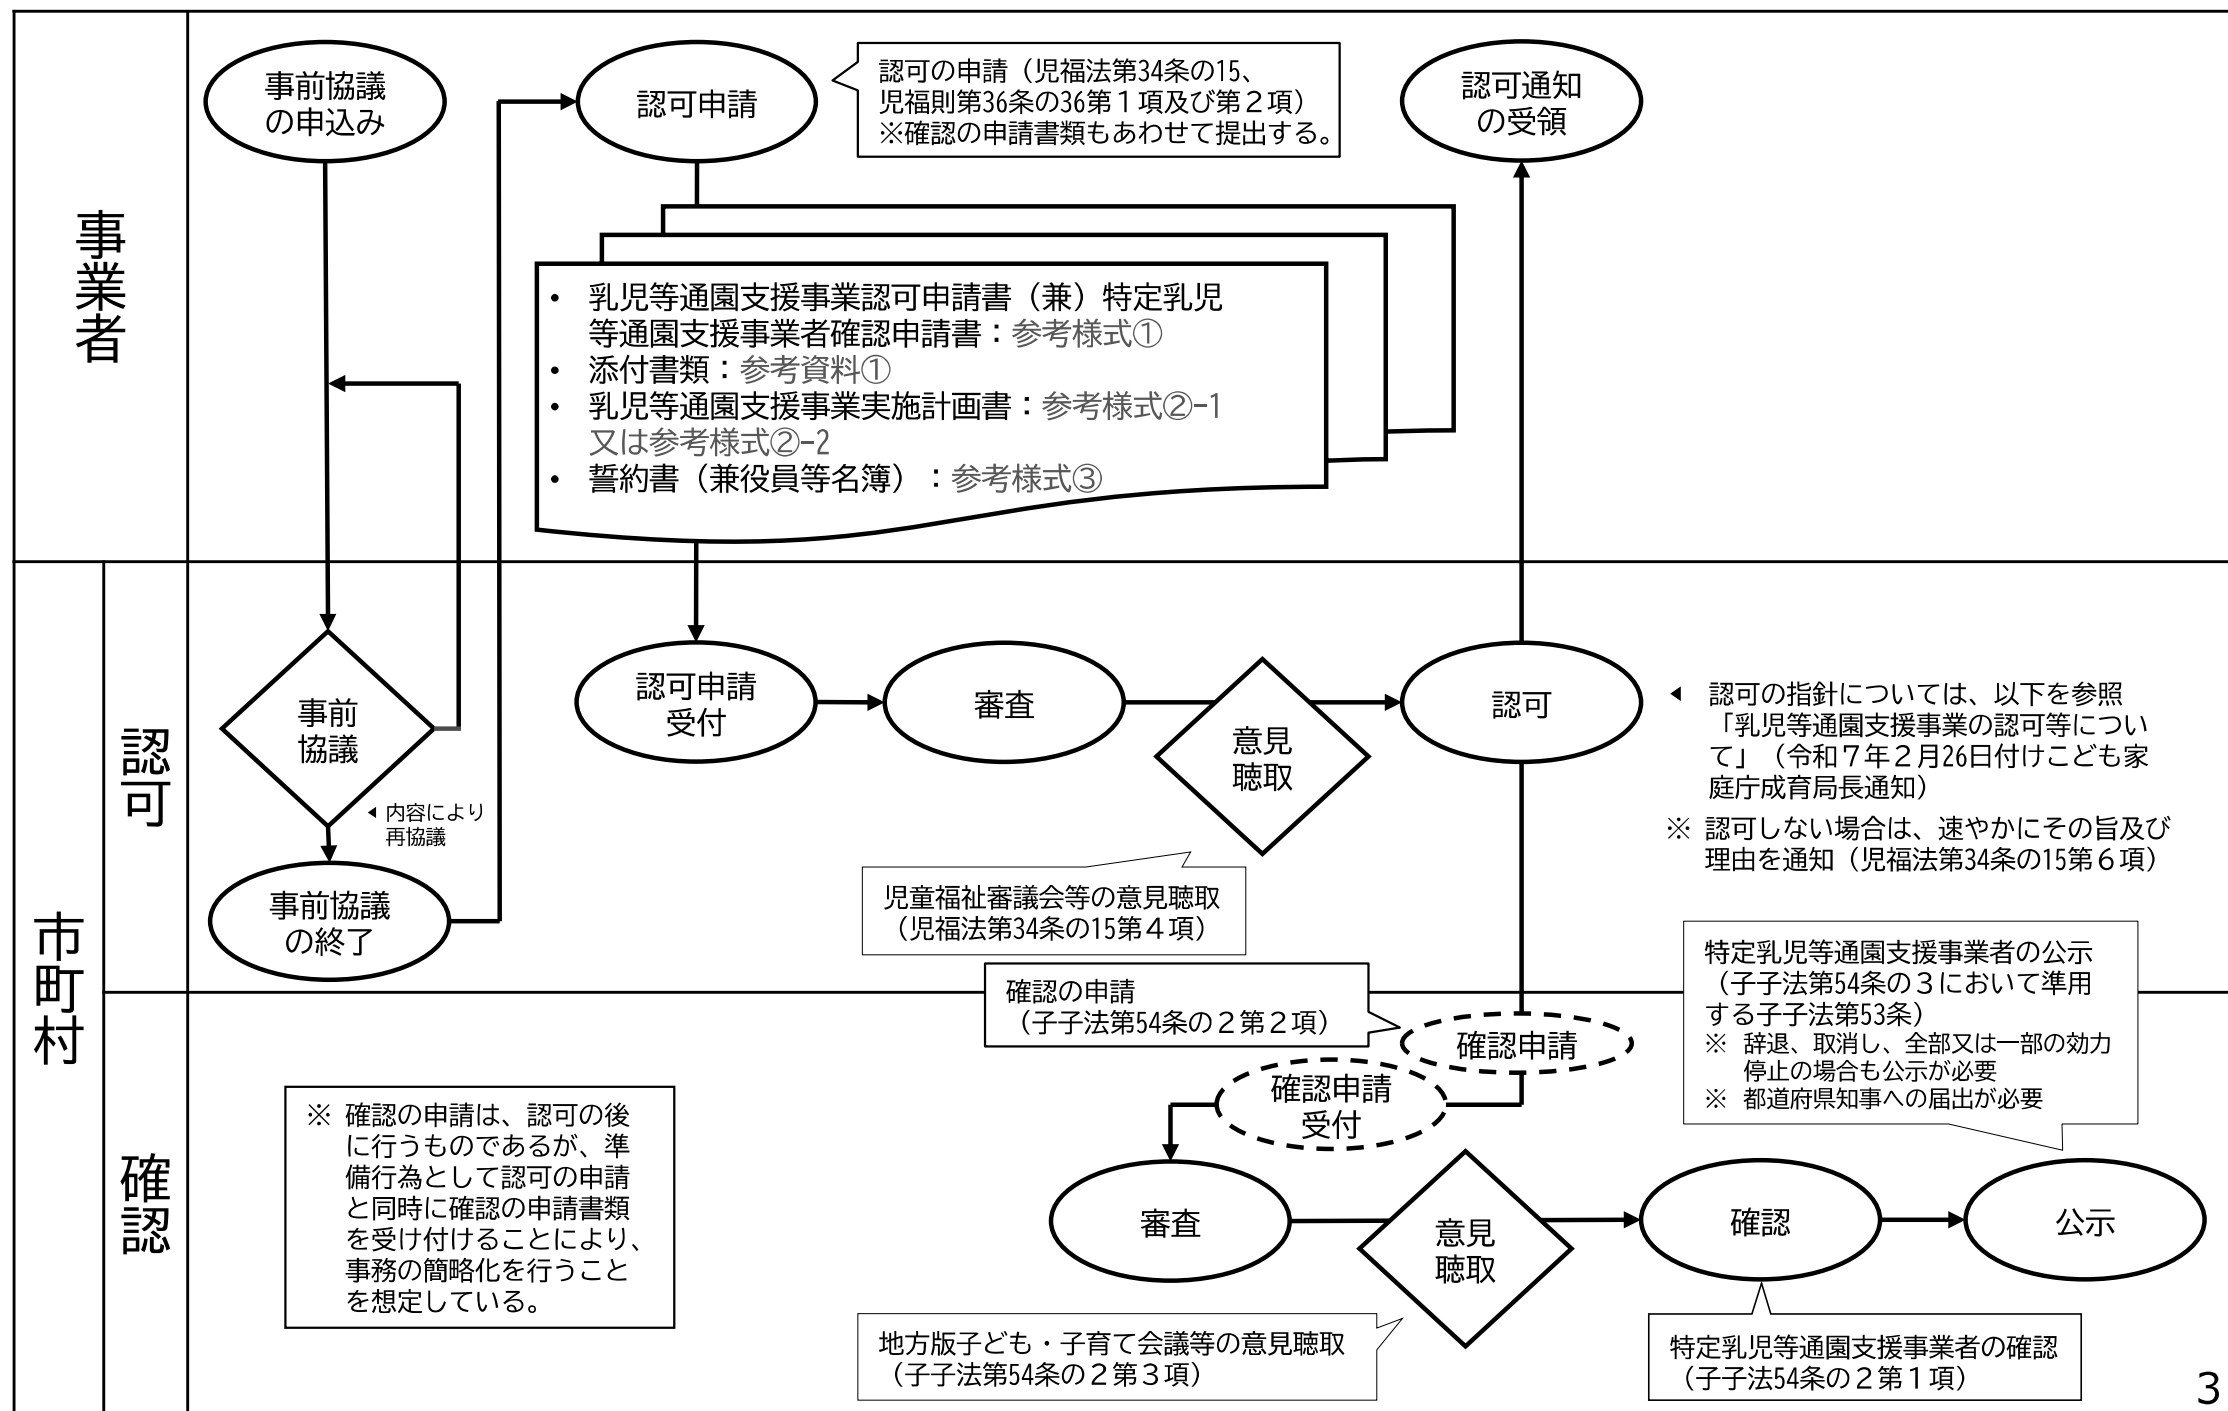 事業者
事前協議
の申込み
認可申請
認可の申請（児福法第34条の15、
児福則第36条の36第１項及び第２項）
※確認の申請書類もあわせて提出する。
認可通知
の受領
• 乳児等通園支援事業認可申請書（兼）特定乳児
等通園支援事業者確認申請書：参考様式①
• 添付書類：参考資料①
• 乳児等通園支援事業実施計画書：参考様式②-1
又は参考様式②-2
• 誓約書（兼役員等名簿）：参考様式③
市町村
認可
事前
協議
内容により
再協議
事前協議
の終了
認可申請
受付
審査
意見
聴取
認可
認可の指針については、以下を参照
「乳児等通園支援事業の認可等につい
て」（令和７年２月26日付けこども家
庭庁成育局長通知）
※ 認可しない場合は、速やかにその旨及び
理由を通知（児福法第34条の15第６項）
児童福祉審議会等の意見聴取
（児福法第34条の15第４項）
確認
確認の申請
（子子法第54条の２第２項）
確認申請
確認申請
受付
特定乳児等通園支援事業者の公示
（子子法第54条の３において準用
する子子法第53条）
※ 辞退、取消し、全部又は一部の効力
停止の場合も公示が必要
※ 都道府県知事への届出が必要
※ 確認の申請は、認可の後
に行うものであるが、準
備行為として認可の申請
と同時に確認の申請書類
を受け付けることにより、
事務の簡略化を行うこと
を想定している。
審査
意見
聴取
確認
公示
地方版子ども・子育て会議等の意見聴取
（子子法第54条の２第３項）
特定乳児等通園支援事業者の確認
（子子法54条の２第１項）
3